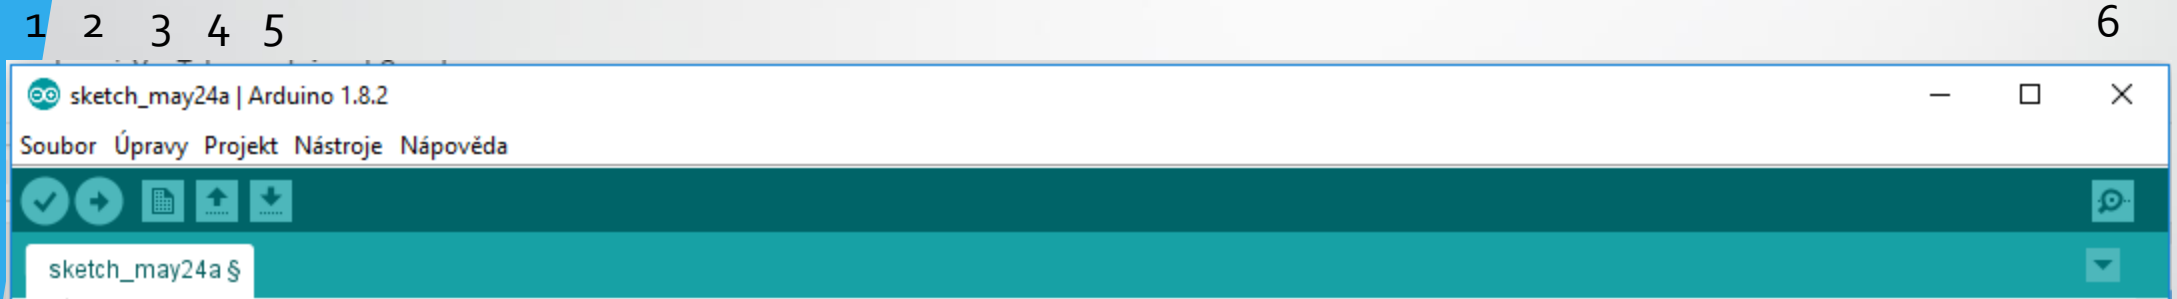 1 2 3 4 5 6
sketch_may24a | Arduino 1.8.2
Soubor Úpravy Projekt Nástroje Nápověda
sketch_may24a §